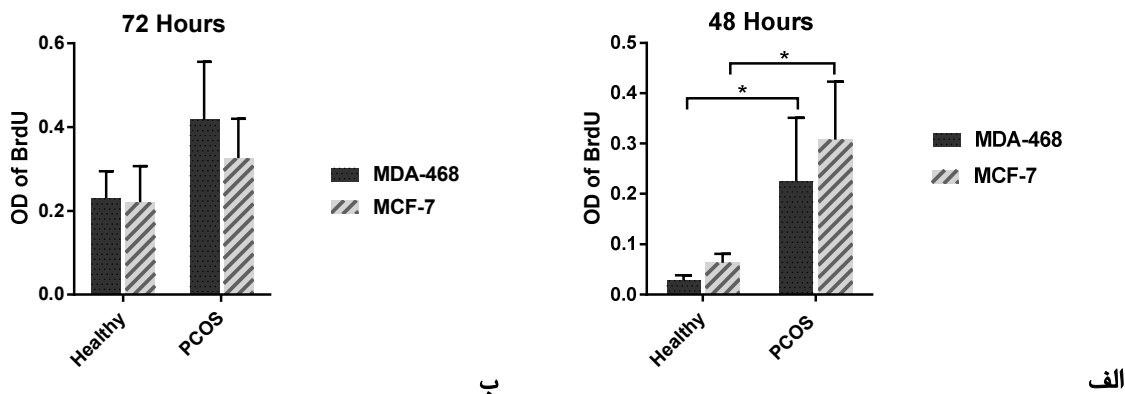 72 Hours
OD of BrdU
0.6
0.4
0.2
0.0
Healthy
PCOS
MDA-468
MCF-7
ب
48 Hours
OD of BrdU
0.5
0.4
0.3
0.2
0.1
0.0
*
*
Healthy
PCOS
MDA-468
MCF-7
الف